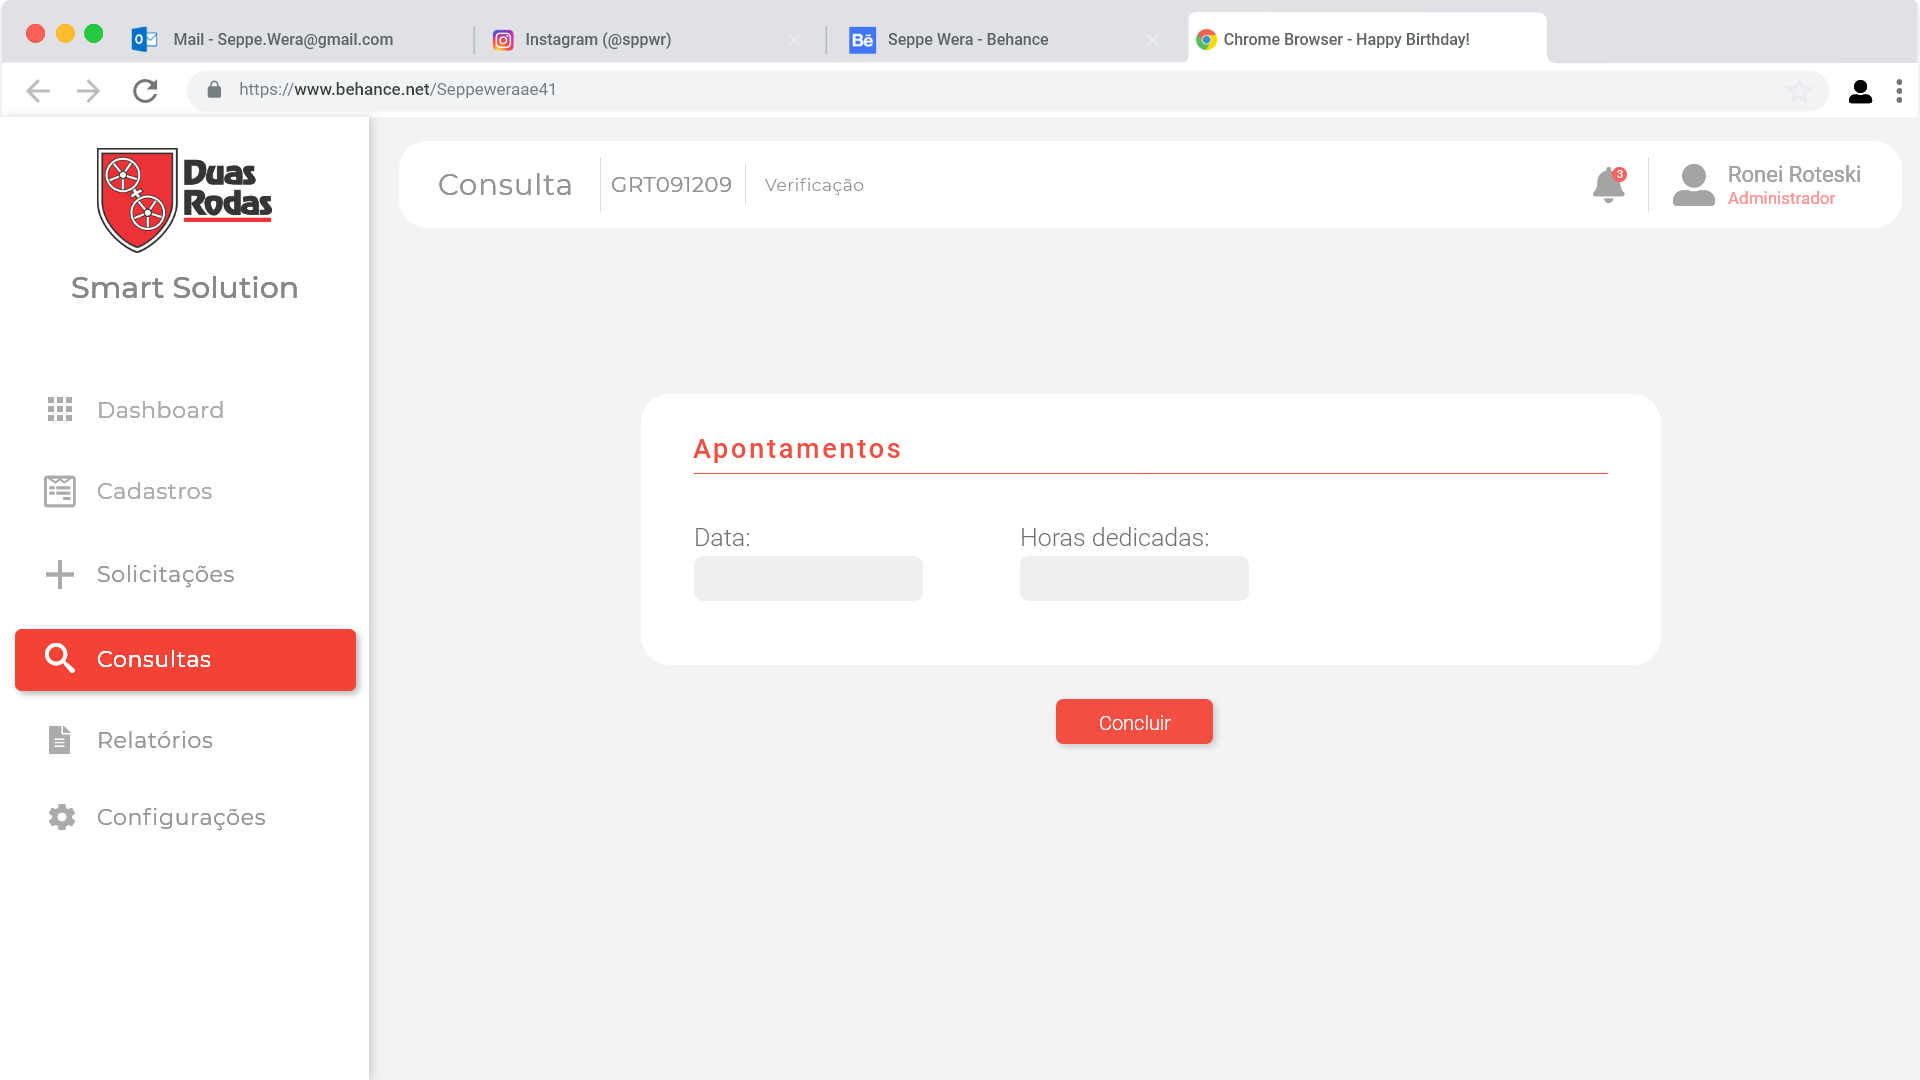 Mail - Seppe.Wera@gmail.com
Instagram (@sppwr)
Bē
Seppe Wera - Behance
Chrome Browser - Happy Birthday!
https://www.behance.net/Seppeweraae41
Duas
Rodas
Smart Solution
Dashboard
Cadastros
Solicitações
Consultas
Relatórios
Configurações
Consulta
GRT091209
Verificação
3
Ronei Roteski
Administrador
Apontamentos
Data:
Horas dedicadas:
Concluir